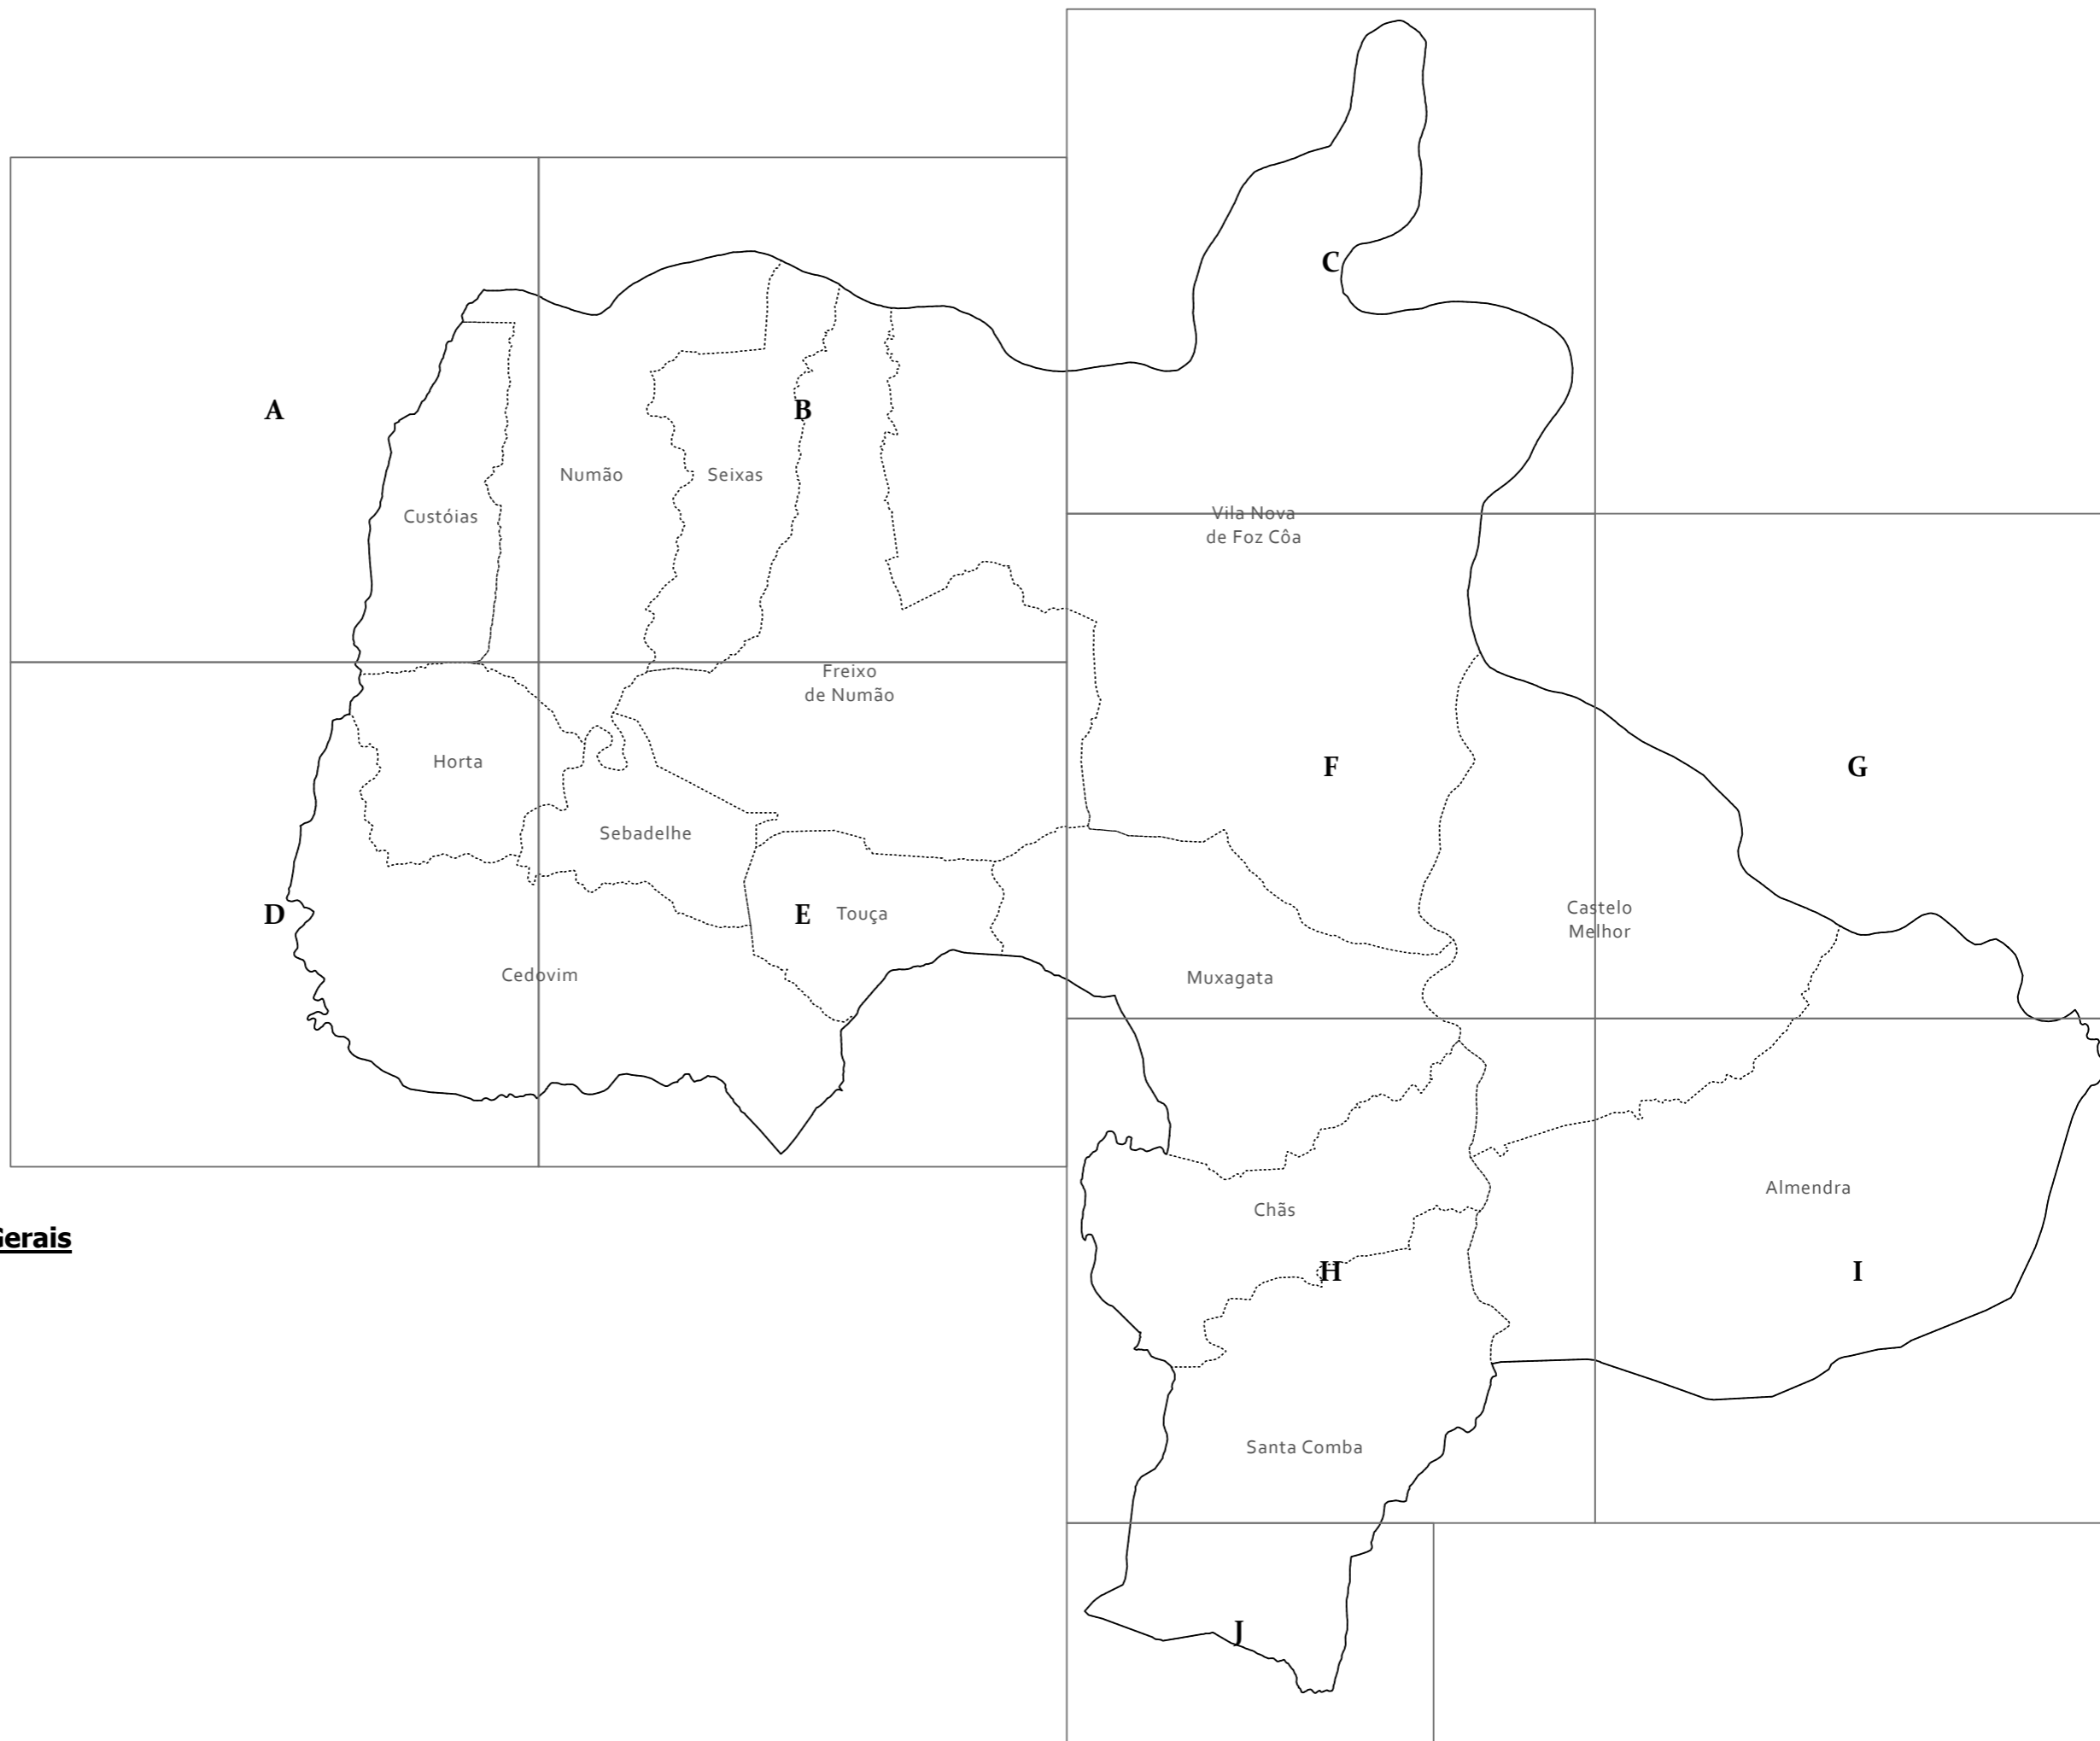 C
A
B
Numão
Seixas
Custóias
Vila Nova
de Foz Côa
Freixo
de Numão
Horta
F
G
Sebadelhe
D
E
Touça
Castelo
Melhor
Cedovim
Muxagata
Almendra
Chãs
Gerais
H
I
Santa Comba
J